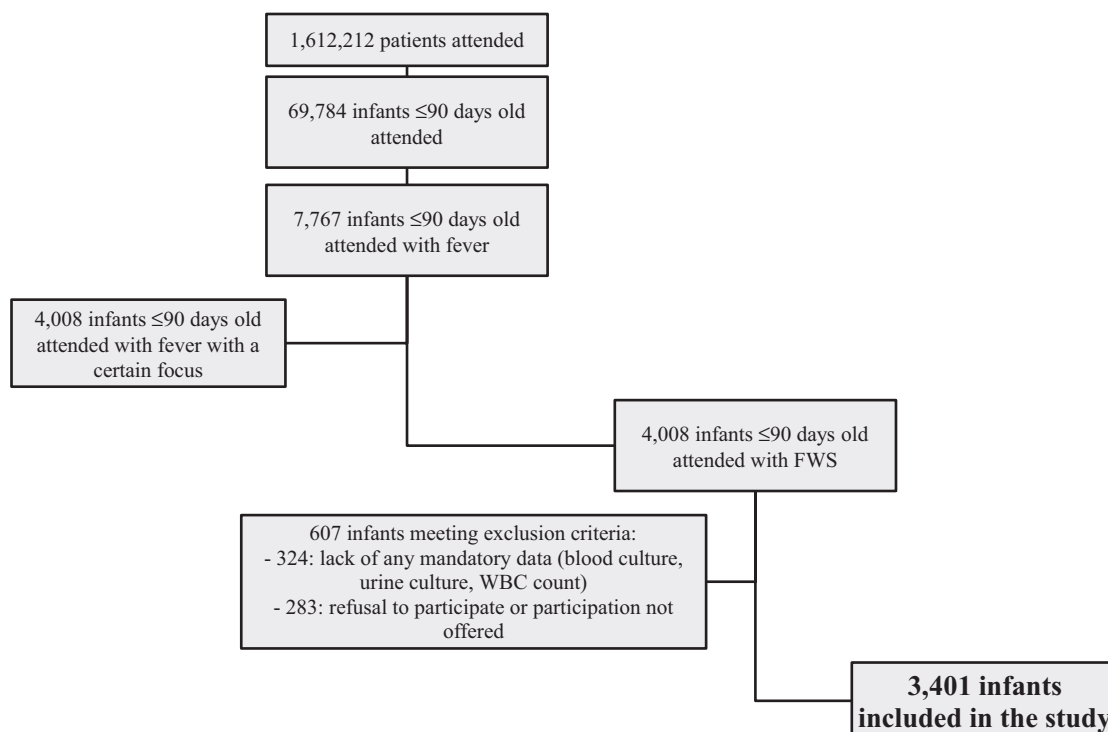 1,612,212 patients attended
69,784 infants ≤90 days old
attended
7,767 infants ≤90 days old
attended with fever
4,008 infants ≤90 days old
attended with fever with a
certain focus
4,008 infants ≤90 days old
attended with FWS
607 infants meeting exclusion criteria:
- 324: lack of any mandatory data (blood culture,
urine culture, WBC count)
- 283: refusal to participate or participation not
offered
3,401 infants
included in the study